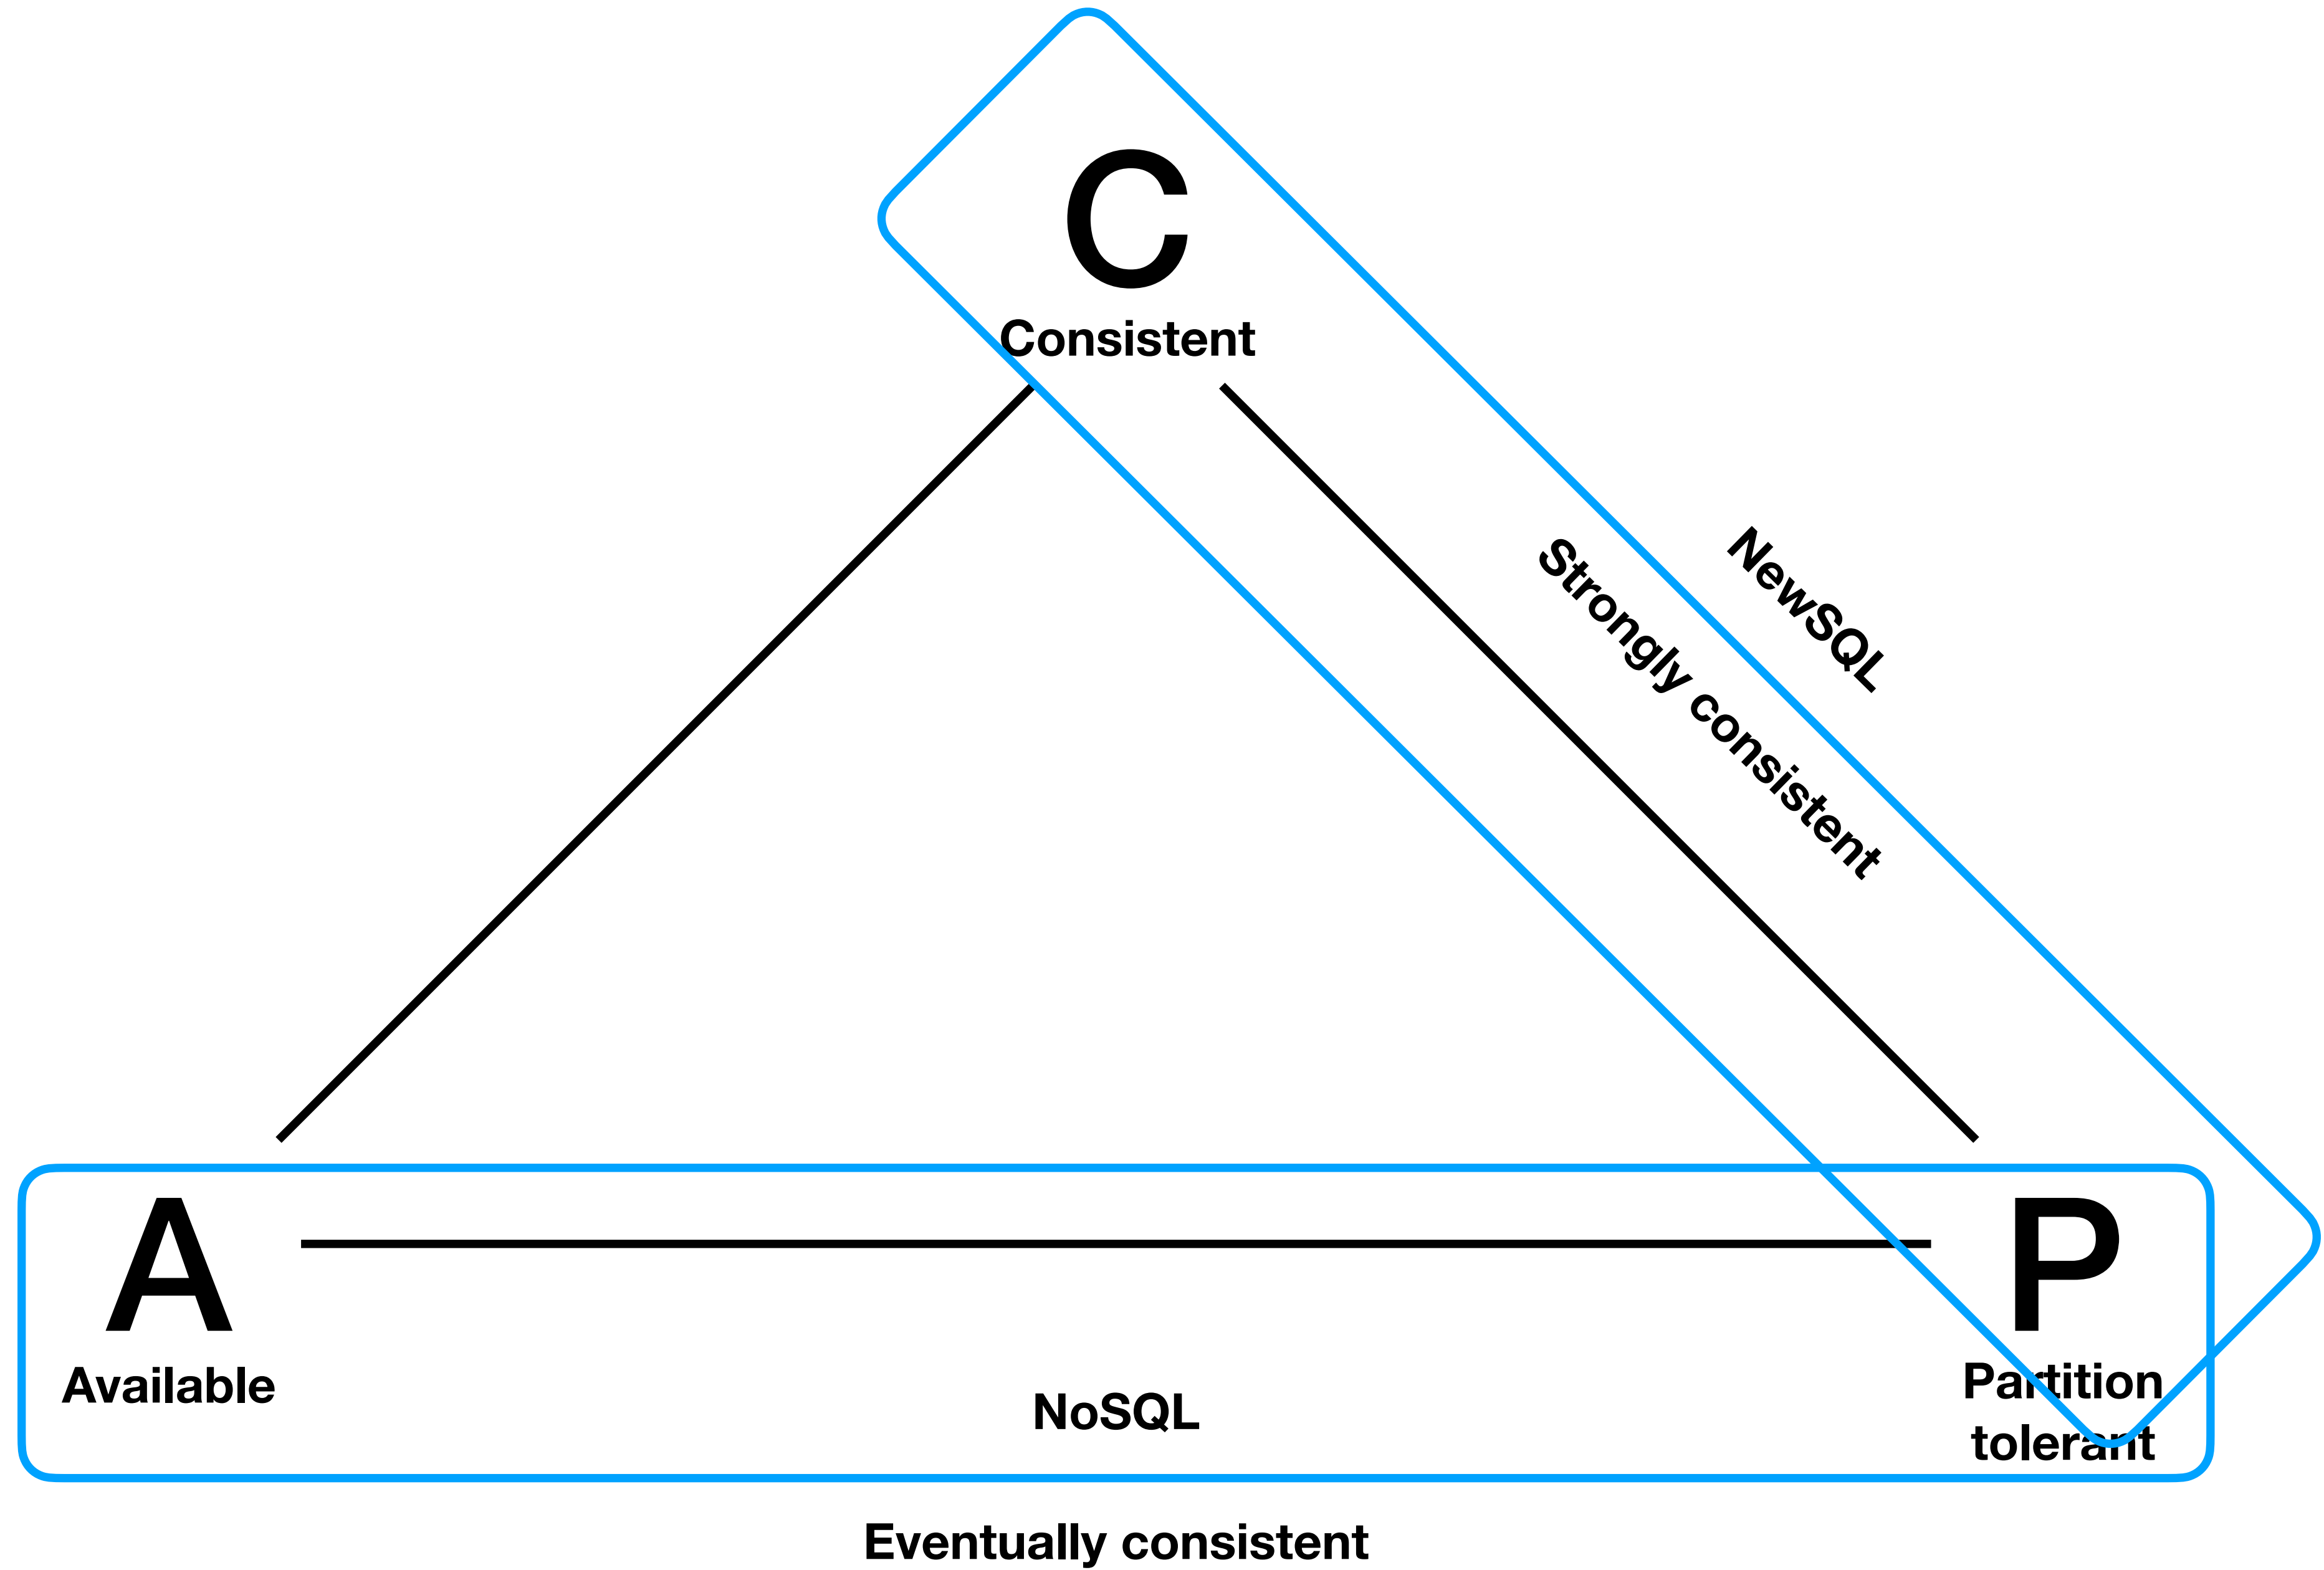 C
Consistent
NewSQL
Strongly consistent
A
Available
P
Partition
tolerant
NoSQL
Eventually consistent